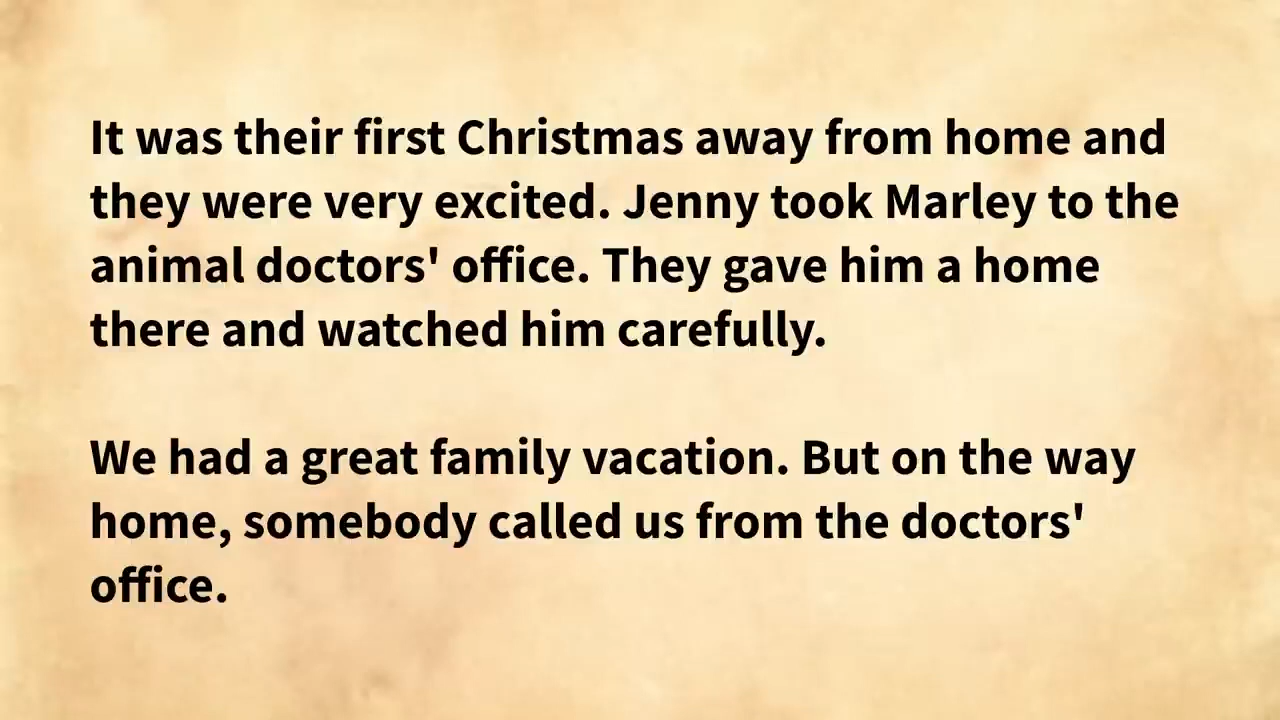 It was their first Christmas away from home and
they were very excited. Jenny took Marley to the
animal doctors' office. They gave him a home
there and watched him carefully.
We had a great family vacation. But on the way
home, somebody called us from the doctors'
office.